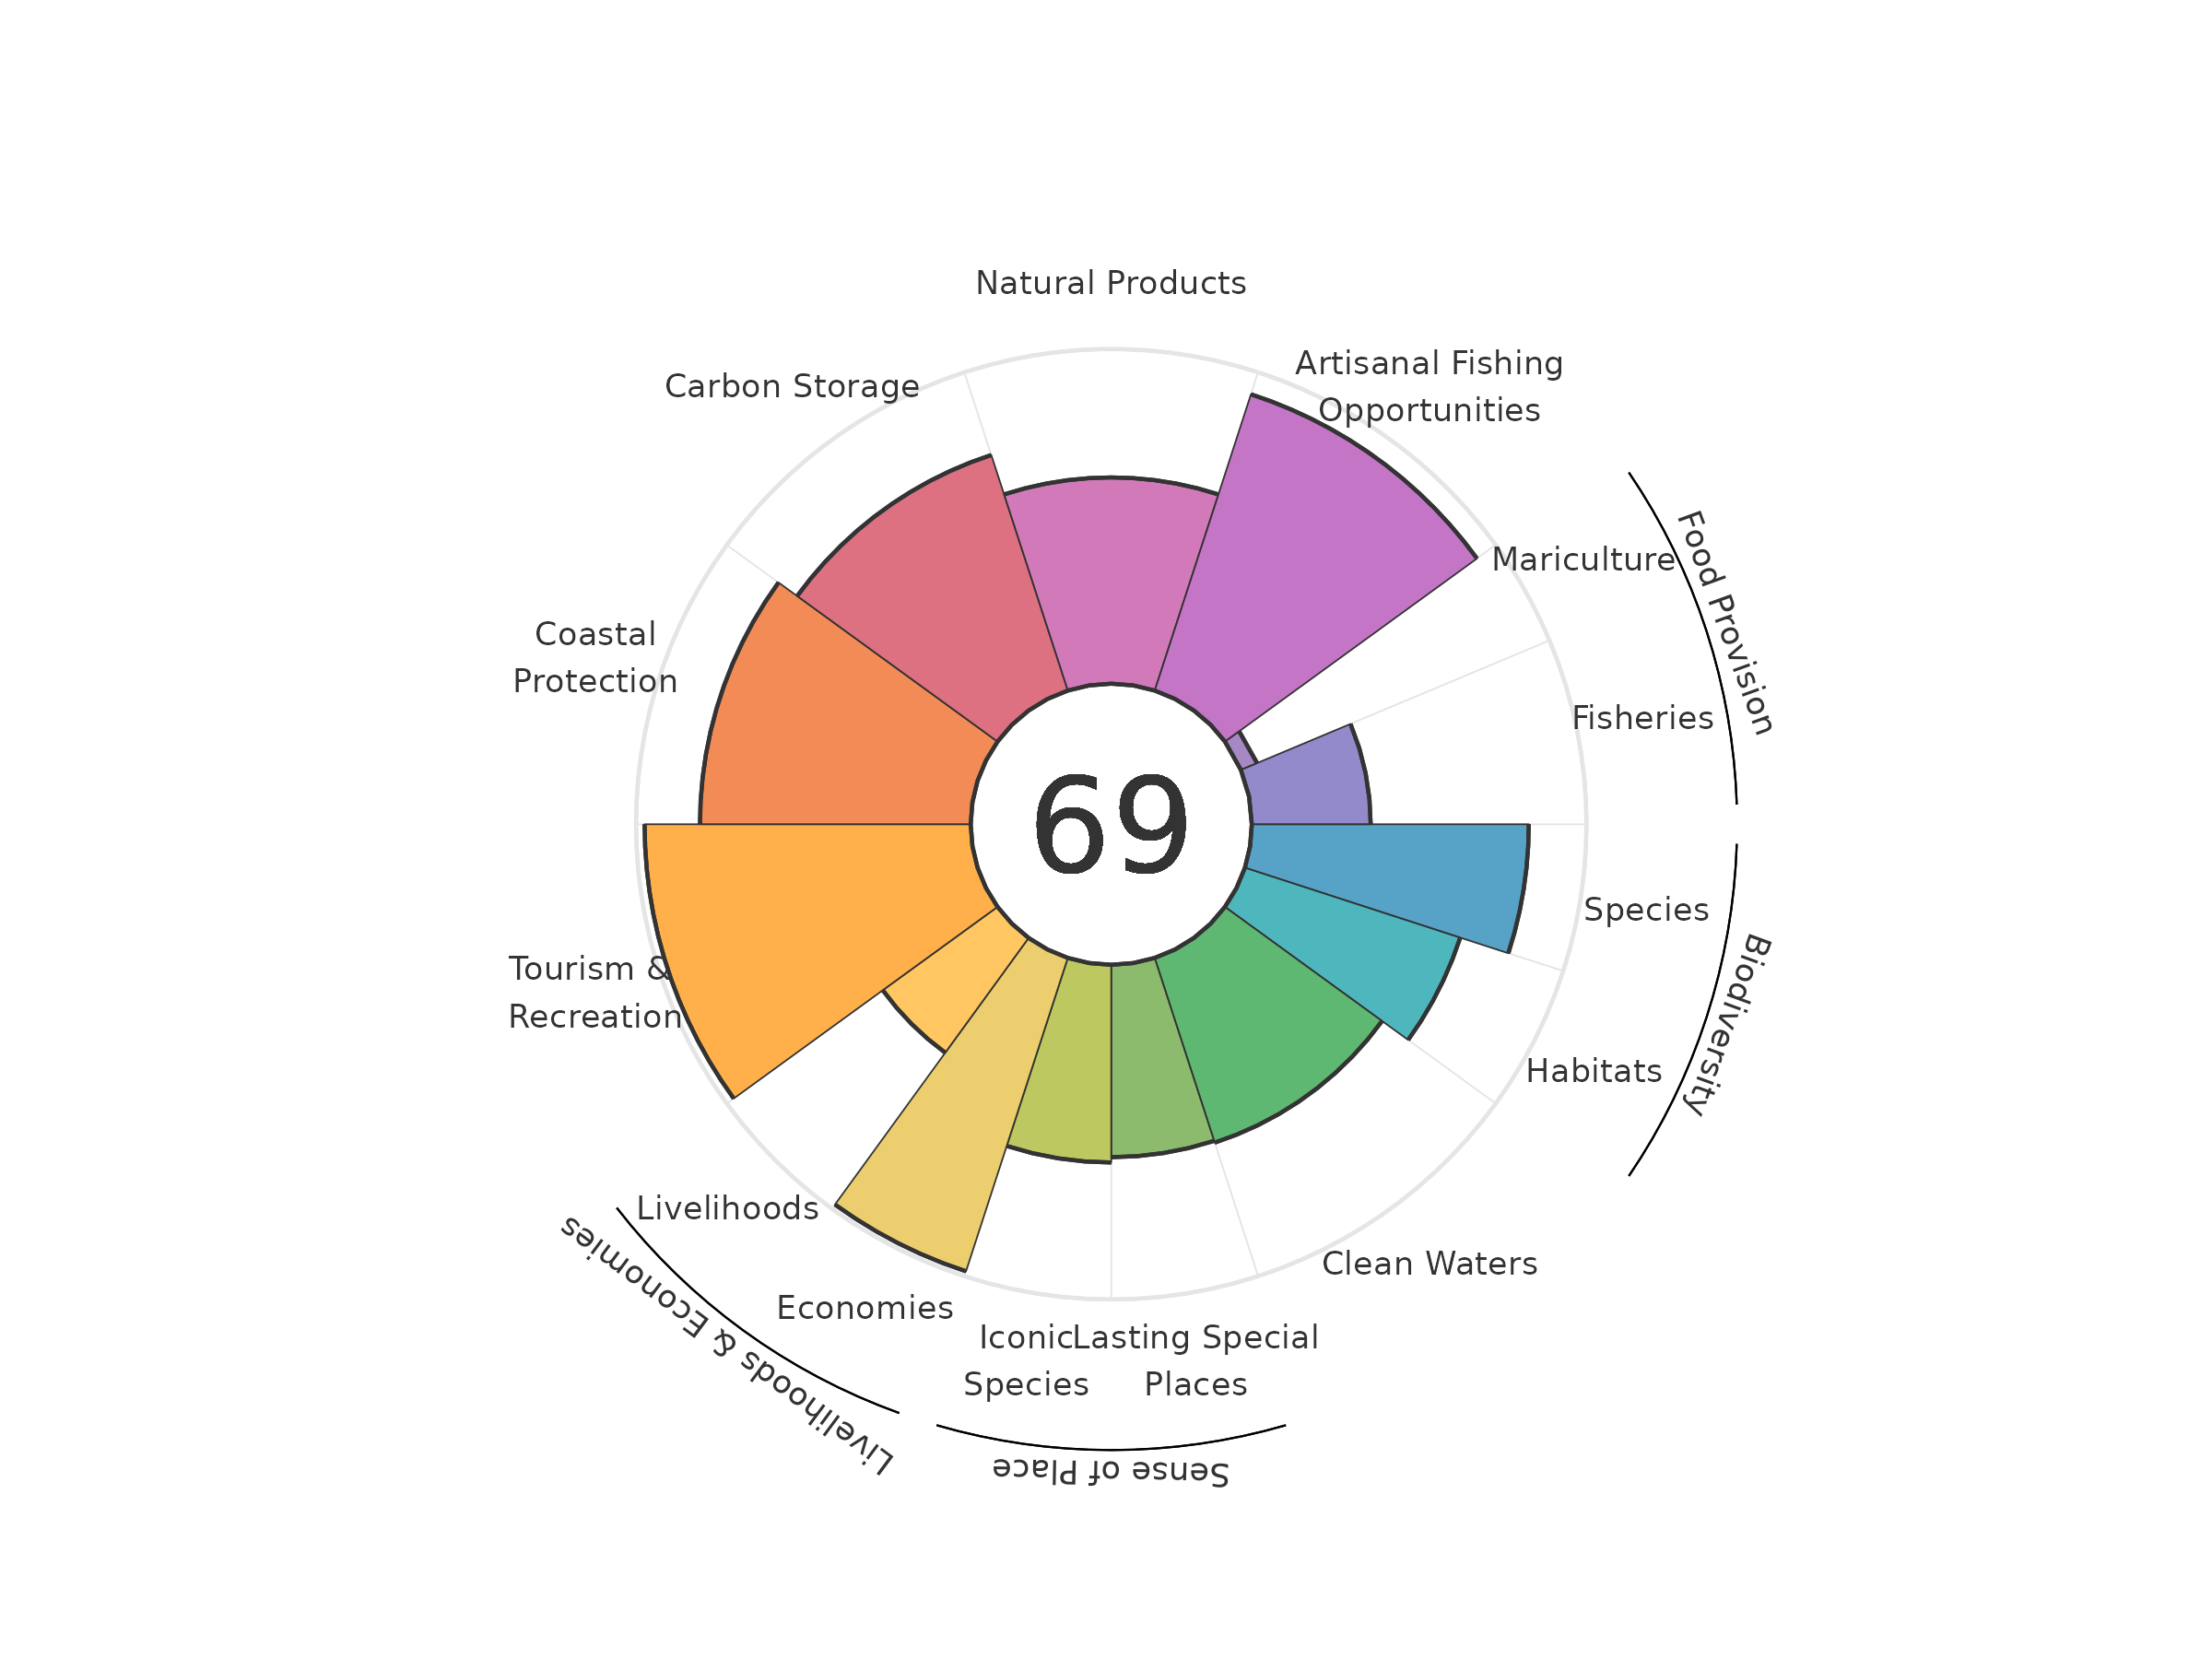 Natural Products
Artisanal Fishing
Opportunities
Carbon Storage
Mariculture
Food Provision
Coastal
Protection
Fisheries
69
Species
Biodiversity
Tourism &
Recreation
Habitats
Livelihoods
Clean Waters
Economies
Livelihoods & Economies
Iconic
Species
Lasting Special
Places
Sense of Place